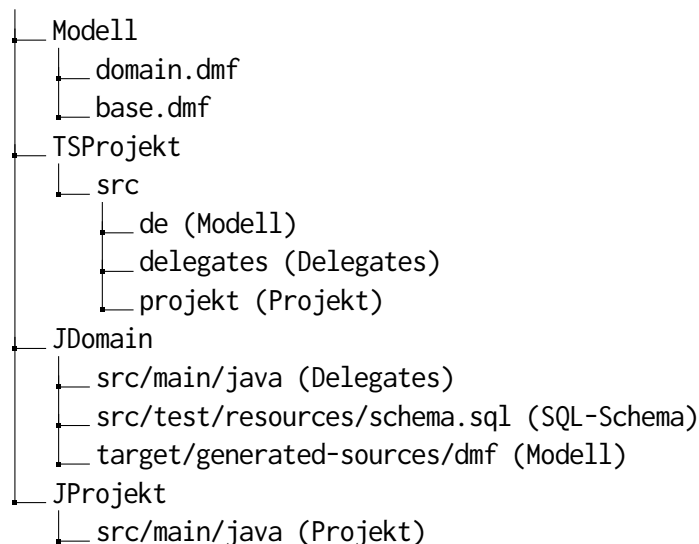 Modell
domain.dmf
base.dmf
TSProjekt
src
de (Modell)
delegates (Delegates)
projekt (Projekt)
JDomain
src/main/java (Delegates)
src/test/resources/schema.sql (SQL-Schema)
target/generated-sources/dmf (Modell)
JProjekt
src/main/java (Projekt)